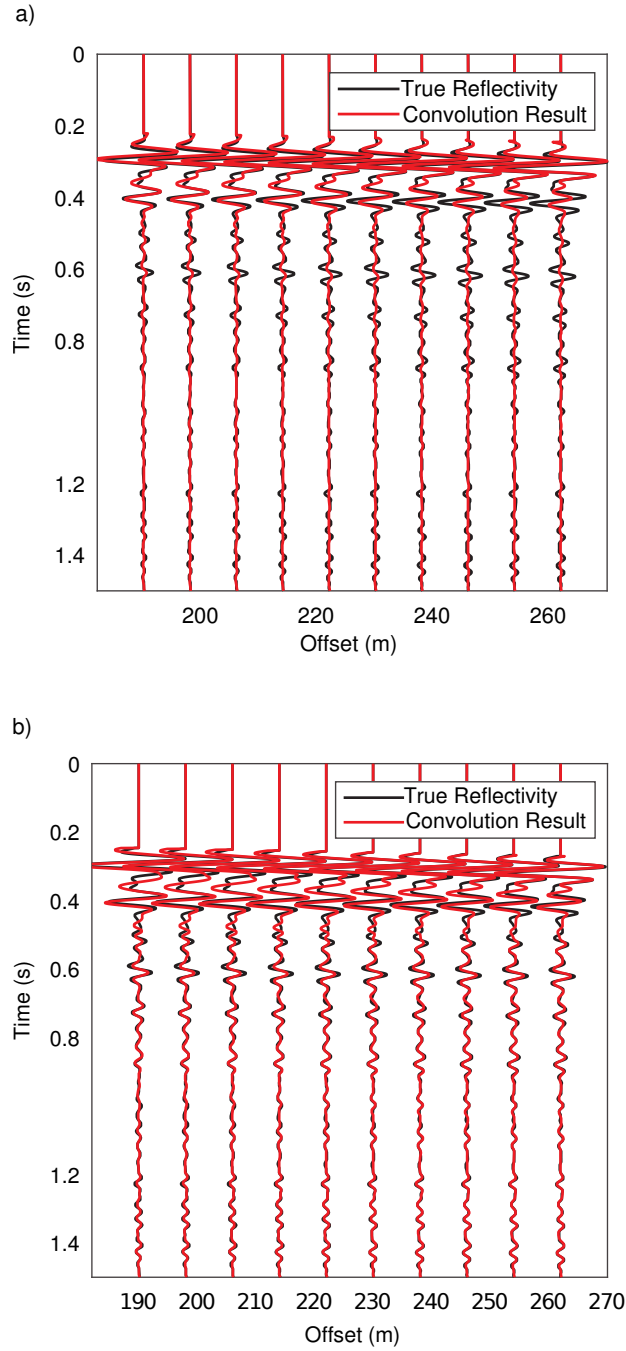 a)
0
True Reflectivity
Convolution Result
0.2
0.4
0.6
0.8
1.2
1.4
Time (s)
200 220 240 260
Offset (m)
b)
0
True Reflectivity
Convolution Result
0.2
0.4
0.6
0.8
1.2
1.4
Time (s)
190 200 210 220 230 240 250 260 270
Offset (m)